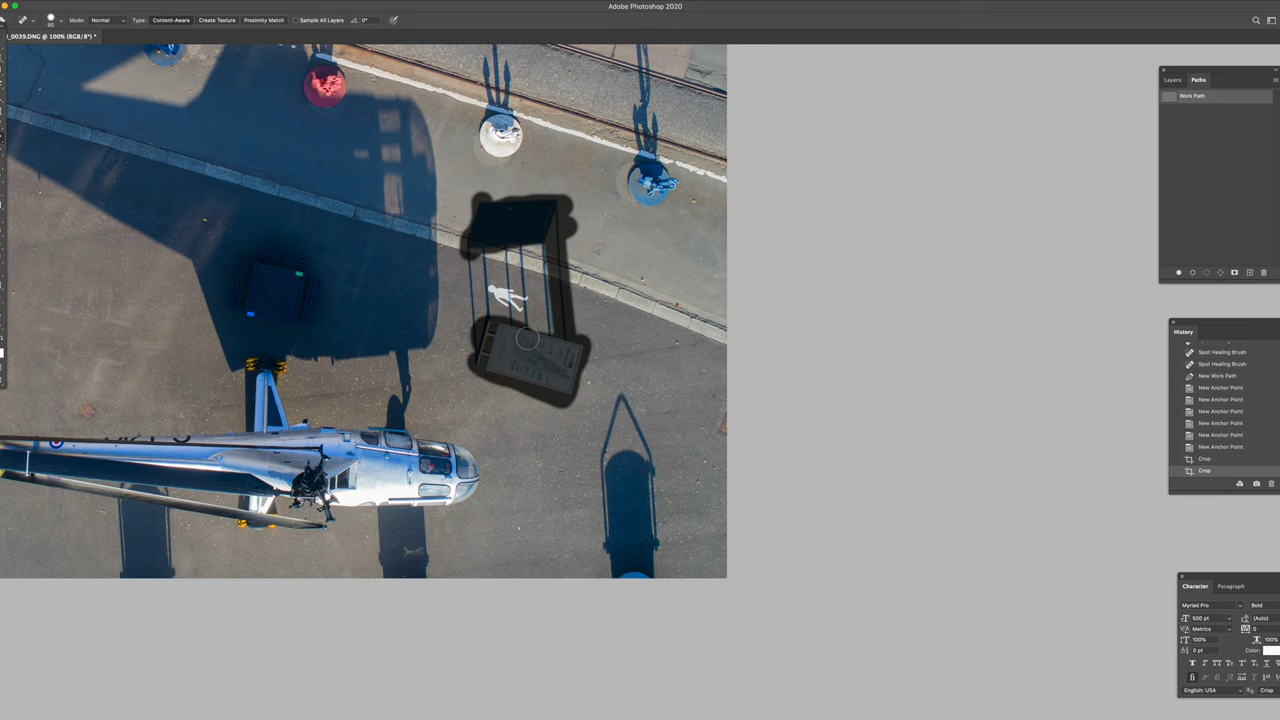 Adobe Photoshop 2020
90
Mode: Normal
Type: Content-Aware Create Texture Proximity Match
Sample All Layers
0°
_0039.DNG @ 100% (RGB/8*) *
Layers Paths
Work Path
History
Spot Healing Brush
Spot Healing Brush
New Work Path
New Anchor Point
New Anchor Point
New Anchor Point
New Anchor Point
New Anchor Point
New Anchor Point
Crop
Crop
Character Paragraph
Myriad Pro Bold
500 pt (Auto)
Metrics 0
100% 100%
0 pt Color:
English: USA Crisp